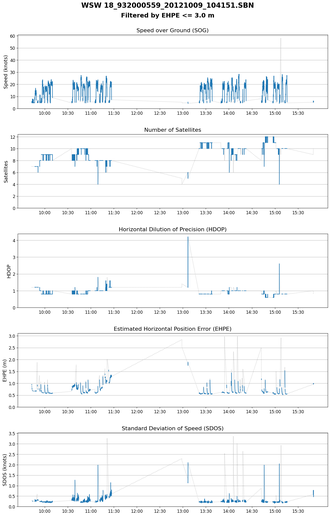 WSW 18_932000559_20121009_104151.SBN
Filtered by EHPE <= 3.0 m
Speed over Ground (SOG)
Speed (knots)
60
50
40
30
20
10
0
10:00 10:30 11:00 11:30 12:00 12:30 13:00 13:30 14:00 14:30 15:00 15:30
Number of Satellites
Satellites
12
10
8
6
4
2
0
10:00 10:30 11:00 11:30 12:00 12:30 13:00 13:30 14:00 14:30 15:00 15:30
Horizontal Dilution of Precision (HDOP)
HDOP
4
3
2
1
0
10:00 10:30 11:00 11:30 12:00 12:30 13:00 13:30 14:00 14:30 15:00 15:30
Estimated Horizontal Position Error (EHPE)
EHPE (m)
3.0
2.5
2.0
1.5
1.0
0.5
0.0
10:00 10:30 11:00 11:30 12:00 12:30 13:00 13:30 14:00 14:30 15:00 15:30
Standard Deviation of Speed (SDOS)
SDOS (knots)
3.5
3.0
2.5
2.0
1.5
1.0
0.5
0.0
10:00 10:30 11:00 11:30 12:00 12:30 13:00 13:30 14:00 14:30 15:00 15:30